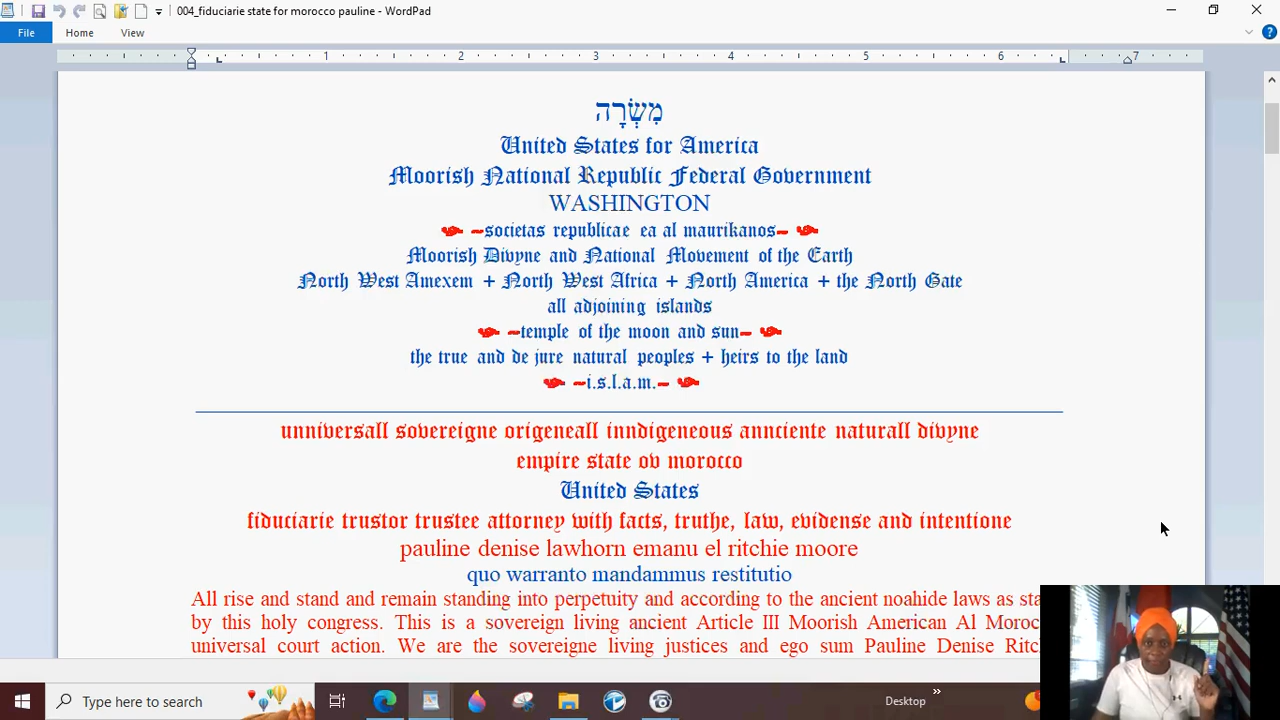 004_fiduciarie state for morocco pauline - WordPad
File Home View
1 2 3 4 5 6 7
מִשְׂרָה
United States for America
Moorish National Republic Federal Government
WASHINGTON
~societas republicae ea al maurikanos~
Moorish Divyne and National Movement of the Earth
North West Amexem + North West Africa + North America + the North Gate
all adjoining islands
~temple of the moon and sun~
the true and de jure natural peoples + heirs to the land
~i.s.l.a.m.~
unniversall sovereigne origeneall inndigeneous annciente naturall divyne
empire state ov morocco
United States
fiduciarie trustor trustee attorney with facts, truthe, law, evidense and intentione
pauline denise lawhorn emanu el ritchie moore
quo warranto mandammus restitutio
All rise and stand and remain standing into perpetuity and according to the ancient noahide laws as sta
by this holy congress. This is a sovereign living ancient Article III Moorish American Al Moroc
universal court action. We are the sovereigne living justices and ego sum Pauline Denise Ritc
Type here to search
Desktop